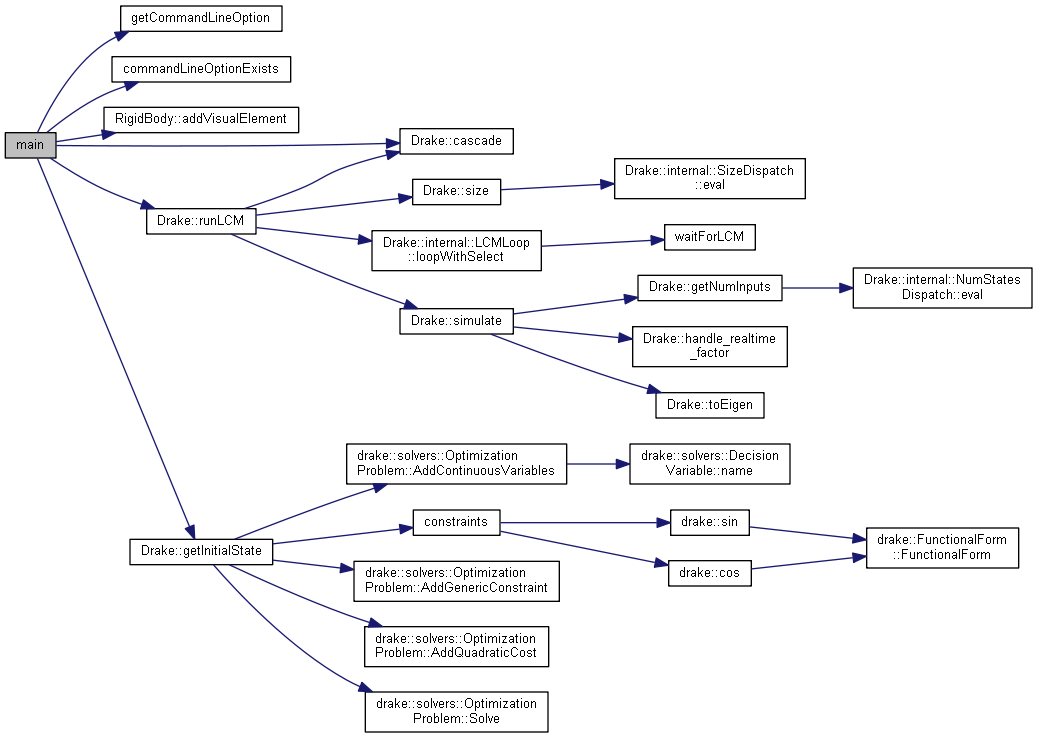 getCommandLineOption
commandLineOptionExists
RigidBody::addVisualElement
main
Drake::cascade
Drake::runLCM
Drake::size
Drake::internal::SizeDispatch
::eval
Drake::internal::LCMLoop
::loopWithSelect
waitForLCM
Drake::simulate
Drake::getNumInputs
Drake::internal::NumStates
Dispatch::eval
Drake::handle_realtime
_factor
Drake::toEigen
drake::solvers::Optimization
Problem::AddContinuousVariables
drake::solvers::Decision
Variable::name
Drake::getInitialState
constraints
drake::sin
drake::cos
drake::FunctionalForm
::FunctionalForm
drake::solvers::Optimization
Problem::AddGenericConstraint
drake::solvers::Optimization
Problem::AddQuadraticCost
drake::solvers::Optimization
Problem::Solve